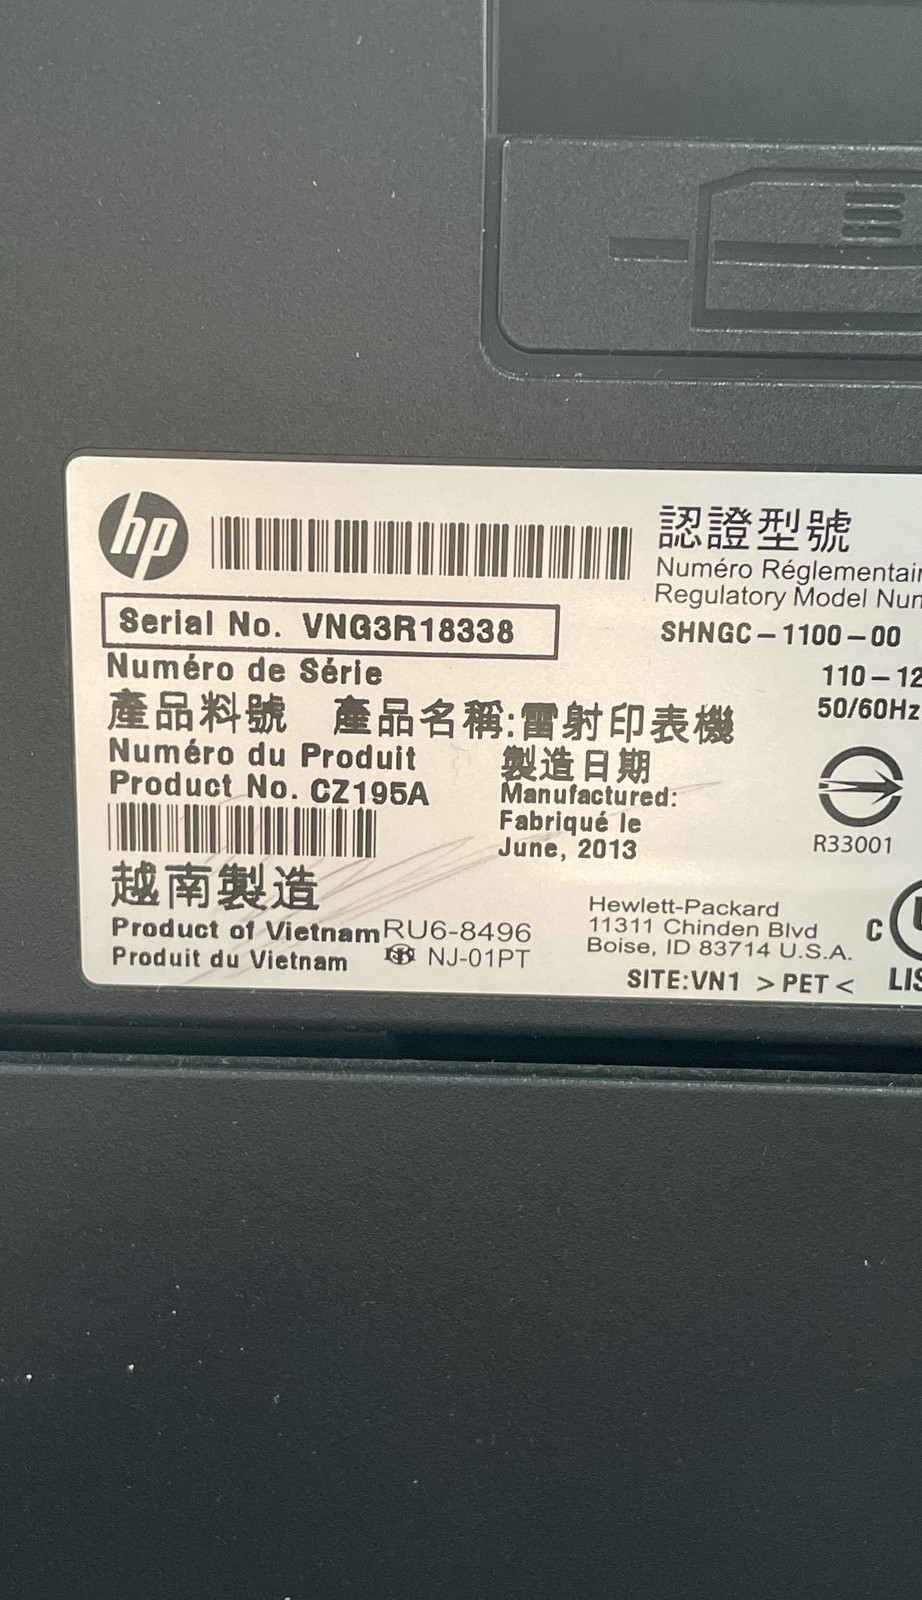 hp
認證型號
Numéro Réglementair
Regulatory Model Num
Serial No. VNG3R18338
SHNGC-1100-00
Numéro de Série
110-12
產品料號 產品名稱:雷射印表機
50/60Hz
Numéro du Produit
製造日期
Product No. CZ195A
Manufactured:
Fabriqué le
R33001
June, 2013
越南製造
Product of Vietnam RU6-8496
Hewlett-Packard
11311 Chinden Blvd
Boise, ID 83714 U.S.A.
C
Produit du Vietnam NJ-01PT
SITE:VN1 >PET<
LIS